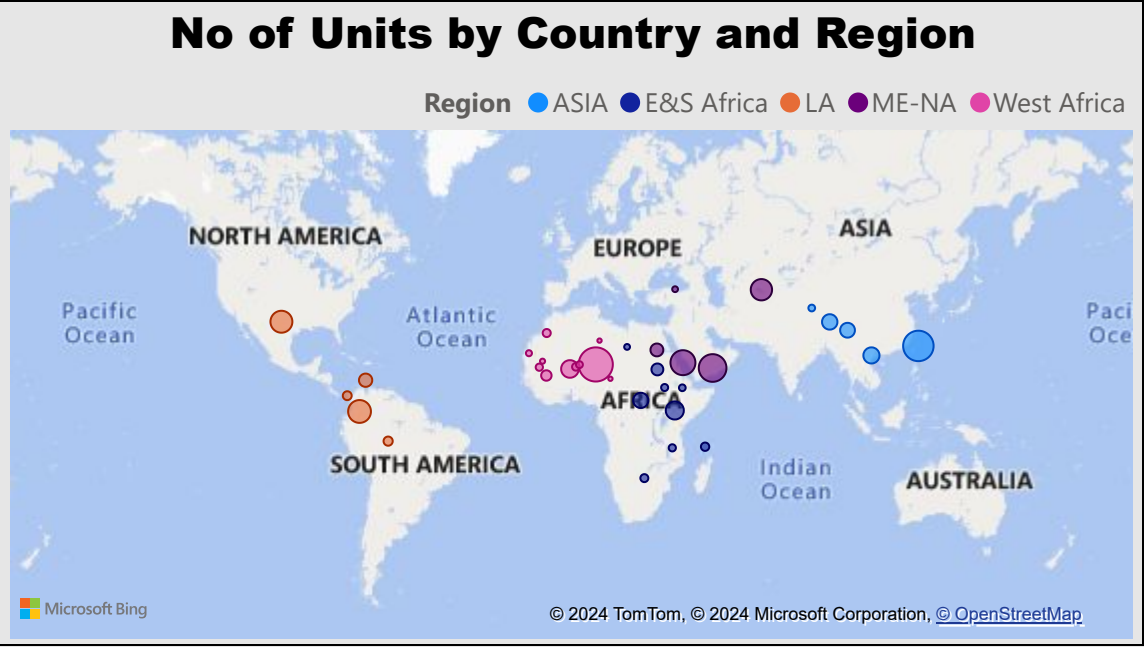 No of Units by Country and Region
Region ASIA E&S Africa LA ME-NA West Africa
NORTH AMERICA
EUROPE
ASIA
Pacific
Ocean
Atlantic
Ocean
Paci
Oce
AFRICA
SOUTH AMERICA
Indian
Ocean
AUSTRALIA
Microsoft Bing
© 2024 TomTom, © 2024 Microsoft Corporation, © OpenStreetMap